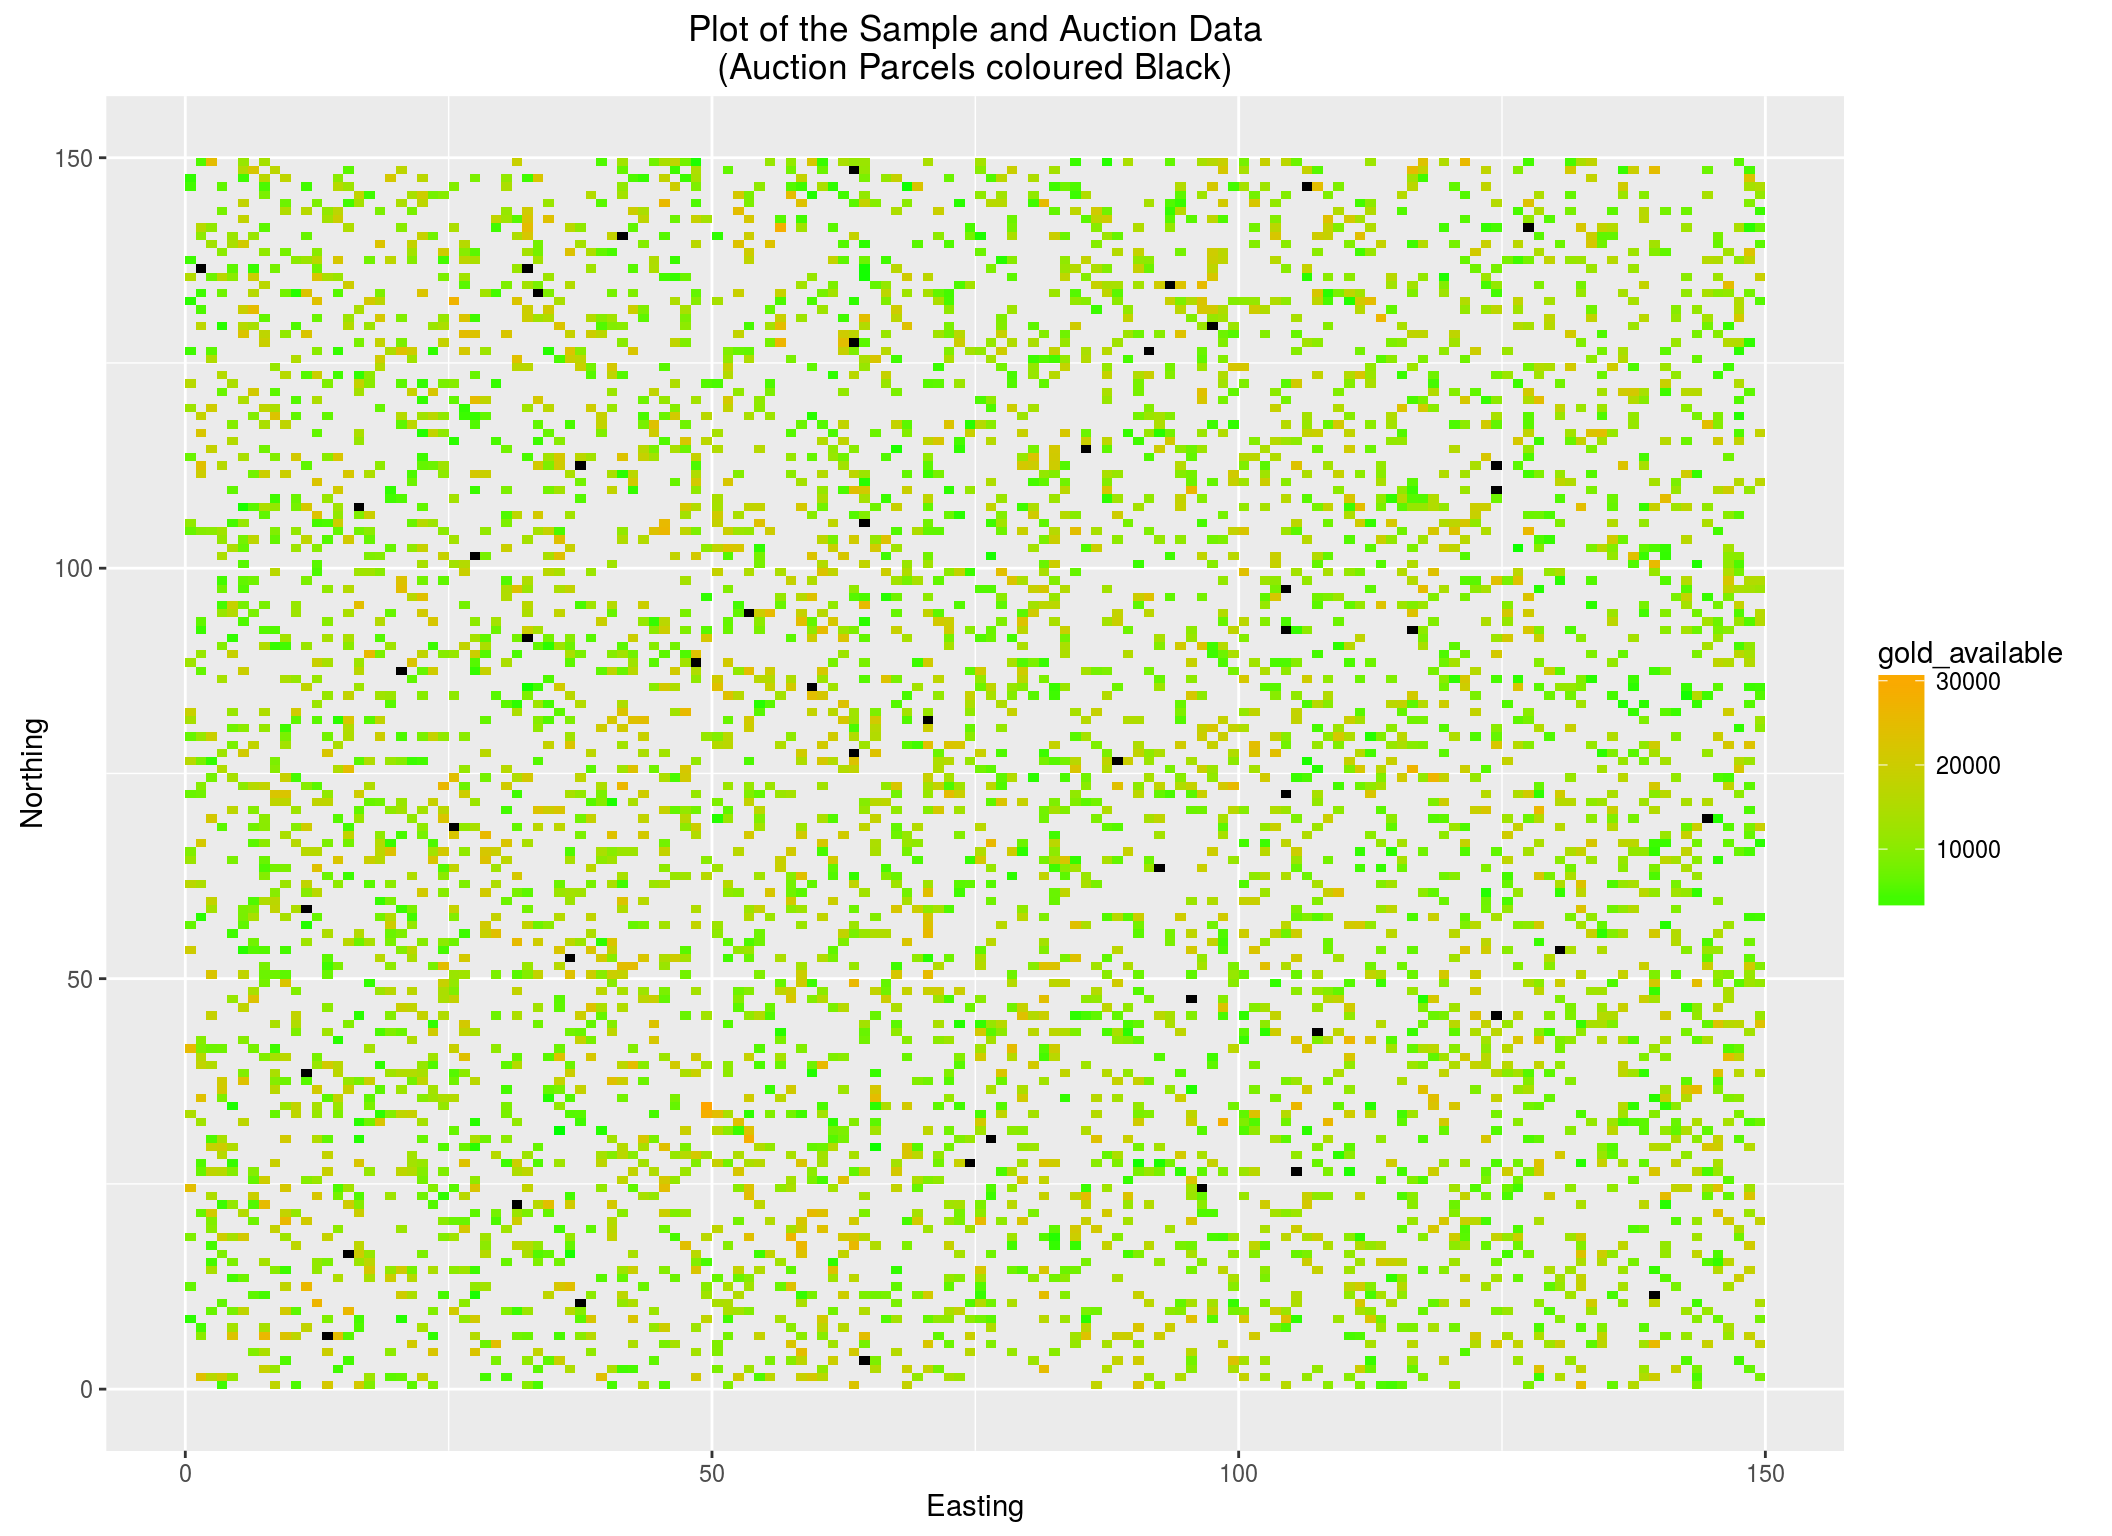 Plot of the Sample and Auction Data
(Auction Parcels coloured Black)
150
100
50
0
Northing
0
50
100
150
Easting
gold_available
30000
20000
10000